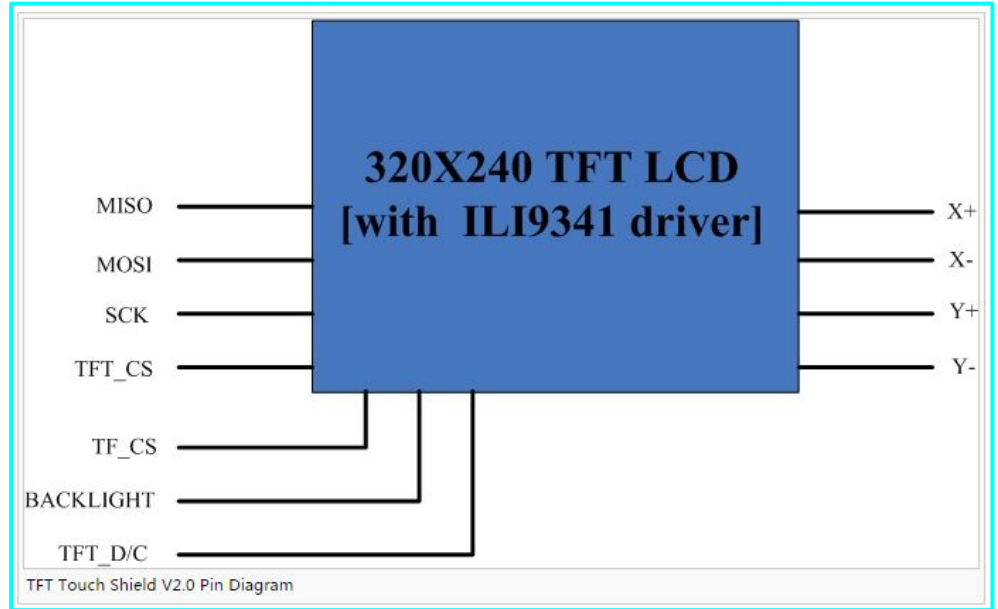 320X240 TFT LCD
[with ILI9341 driver]
MISO
MOSI
SCK
TFT_CS
TF_CS
BACKLIGHT
TFT_D/C
X+
X-
Y+
Y-
TFT Touch Shield V2.0 Pin Diagram